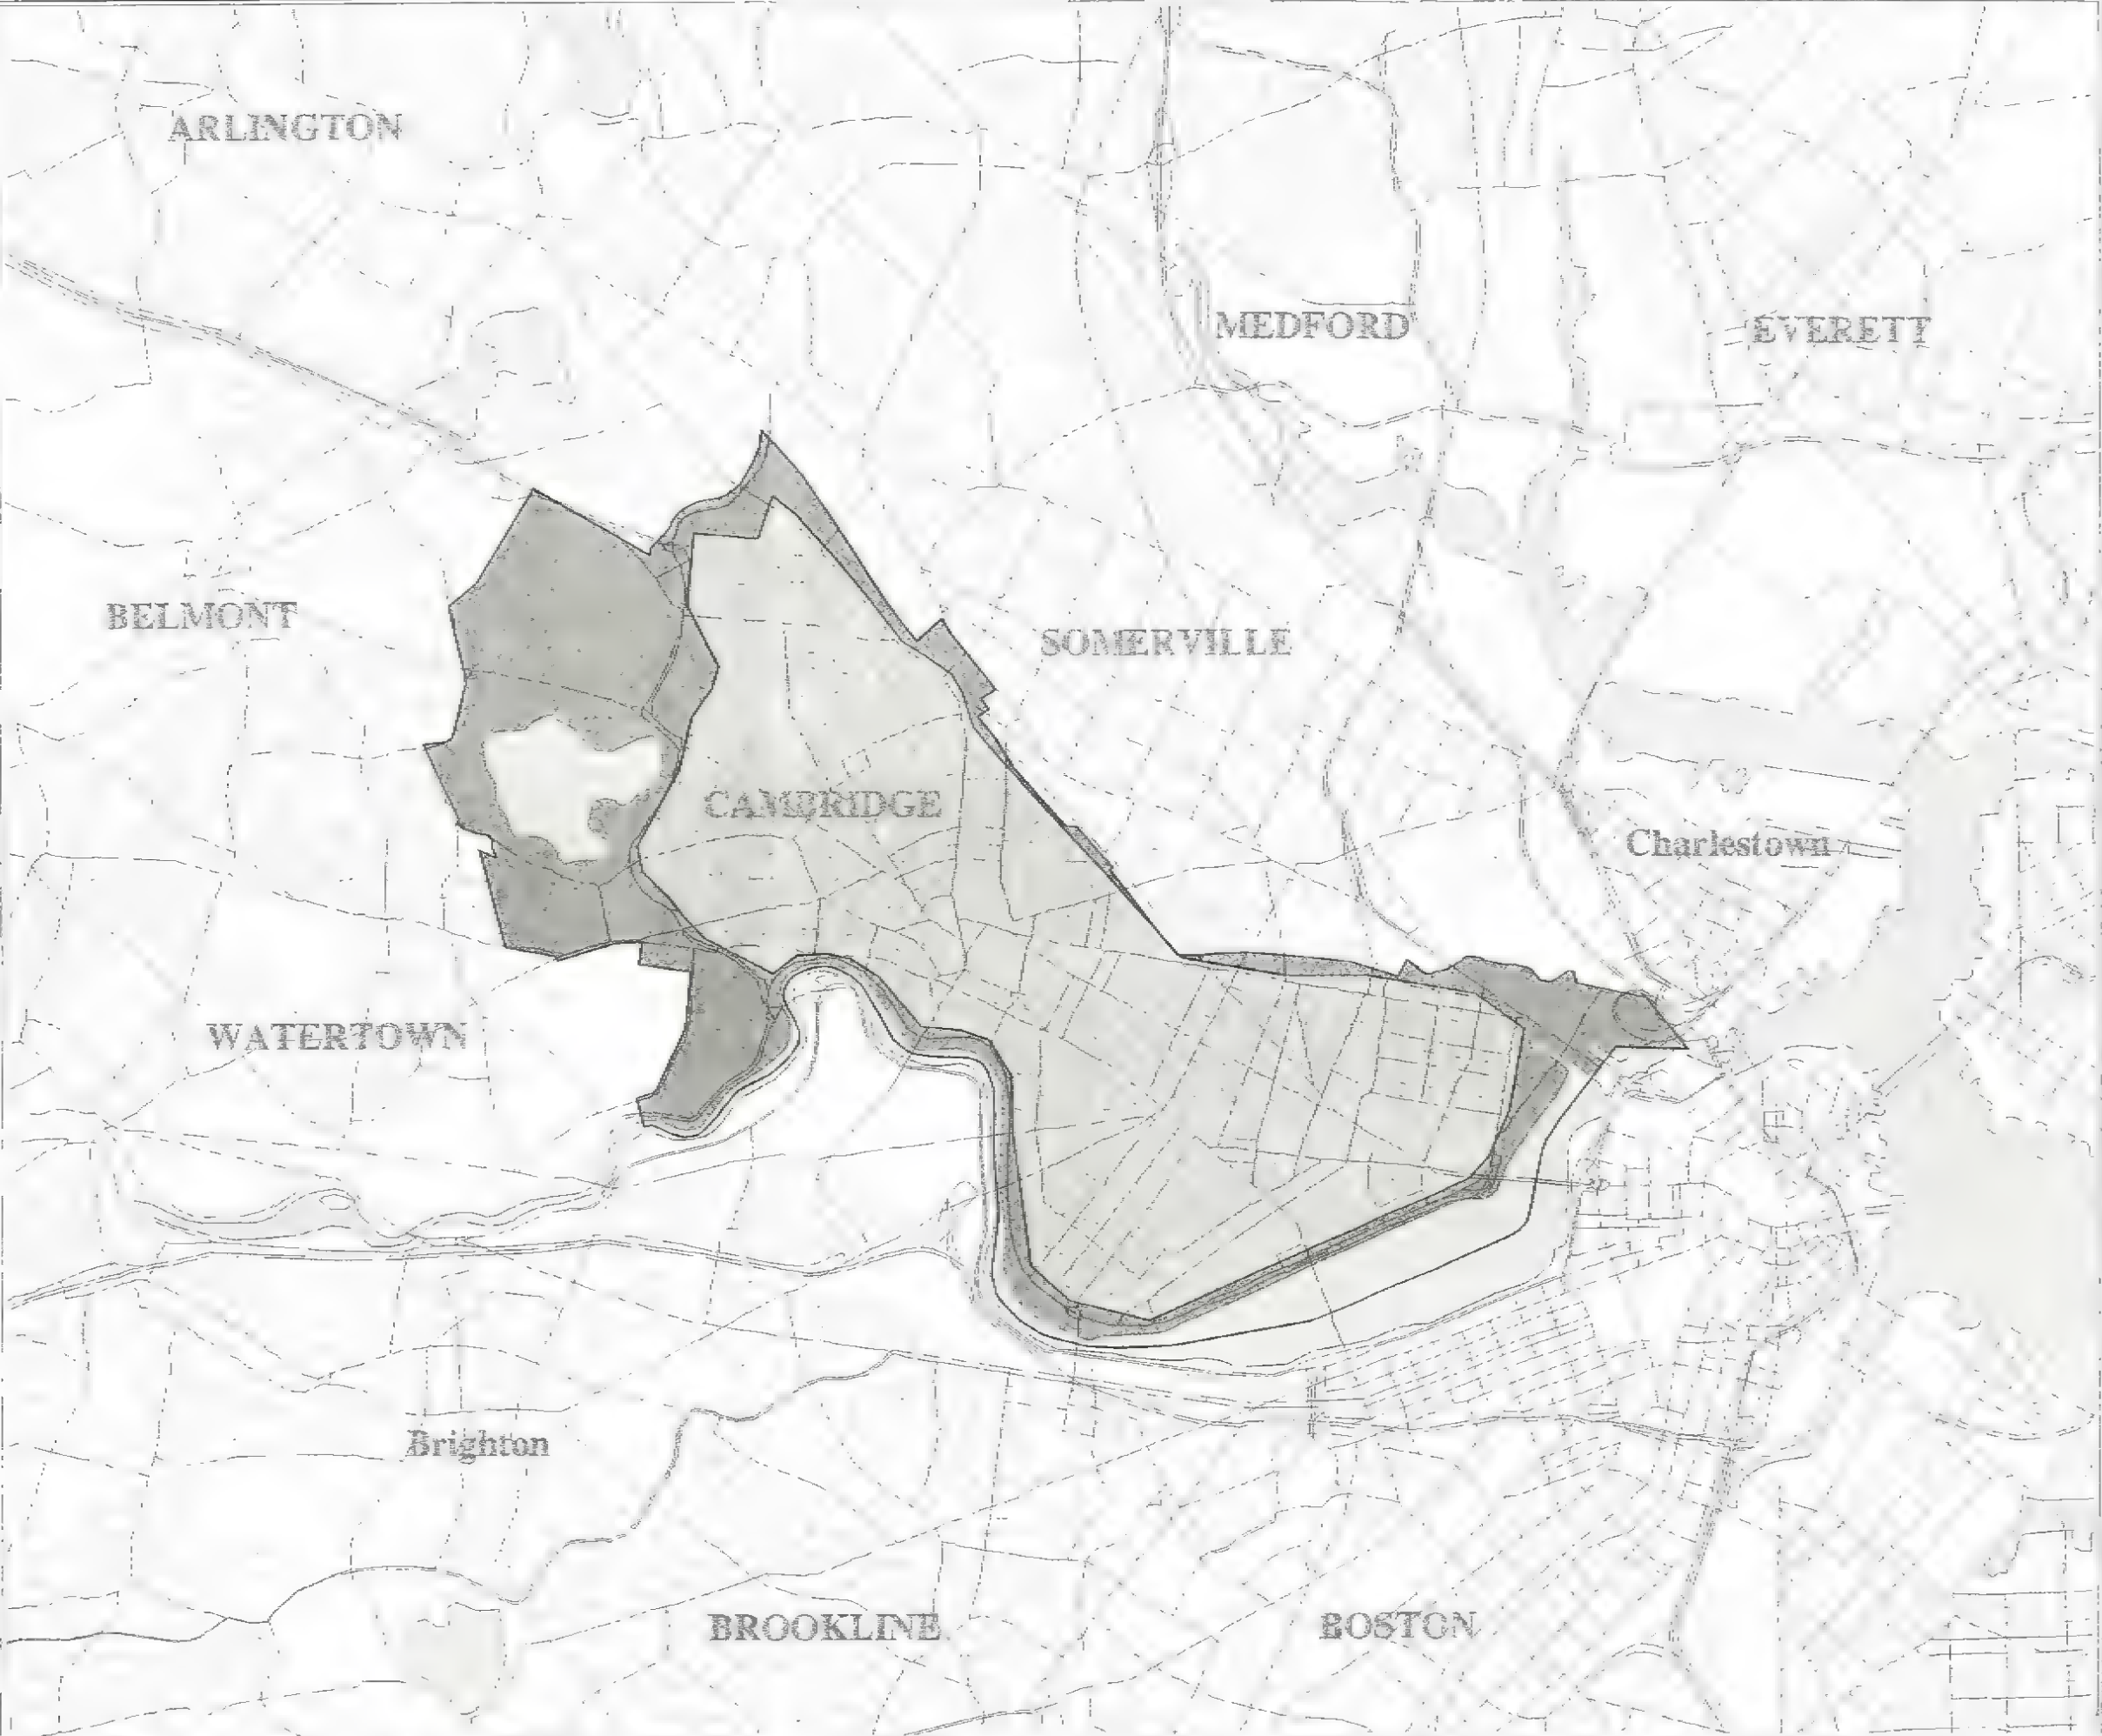 ARLINGTON
MEDFORD
EVERETT
BELMONT
SOMERVILLE
CAMBRIDGE
Charlestown
WATERTOWN
Brighton
BROOKLINE
BOSTON